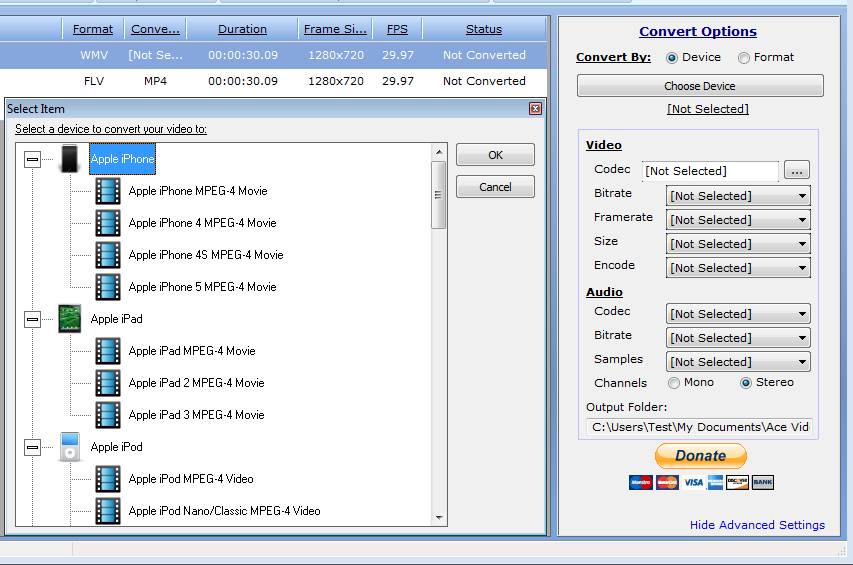 Format Conve... Duration Frame Si... FPS Status
WMV [Not Se... 00:00:30.09 1280x720 29.97 Not Converted
FLV MP4 00:00:30.09 1280x720 29.97 Not Converted
Select Item
Select a device to convert your video to:
Apple iPhone
Apple iPhone MPEG-4 Movie
Apple iPhone 4 MPEG-4 Movie
Apple iPhone 4S MPEG-4 Movie
Apple iPhone 5 MPEG-4 Movie
Apple iPad
Apple iPad MPEG-4 Movie
Apple iPad 2 MPEG-4 Movie
Apple iPad 3 MPEG-4 Movie
Apple iPod
Apple iPod MPEG-4 Video
Apple iPod Nano/Classic MPEG-4 Video
OK
Cancel
Convert Options
Convert By: Device Format
Choose Device
[Not Selected]
Video
Codec [Not Selected] ...
Bitrate [Not Selected]
Framerate [Not Selected]
Size [Not Selected]
Encode [Not Selected]
Audio
Codec [Not Selected]
Bitrate [Not Selected]
Samples [Not Selected]
Channels Mono Stereo
Output Folder:
C:\Users\Test\My Documents\Ace Vid
Donate
Maestro VISA BANK
Hide Advanced Settings